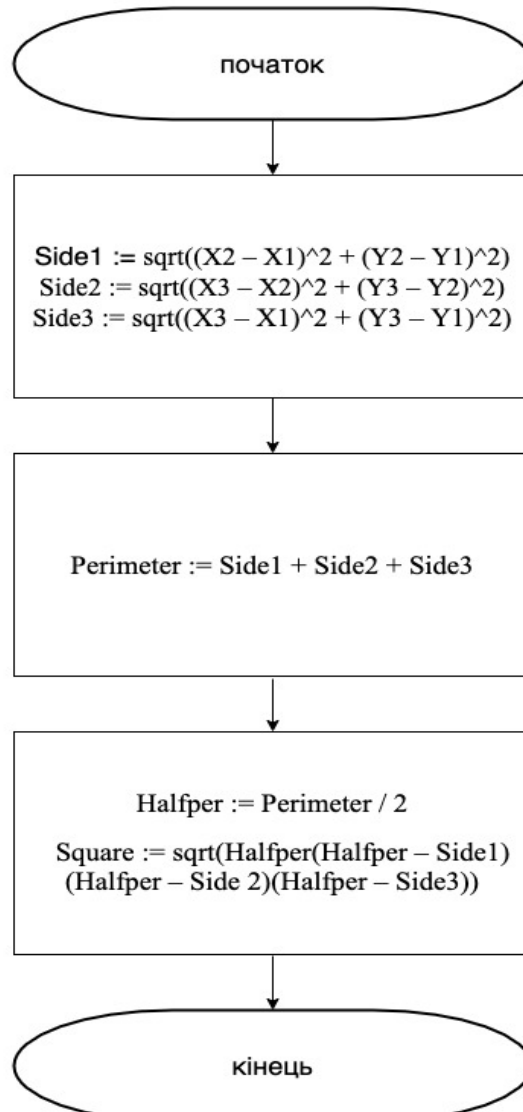 початок
Side1 := sqrt((X2 – X1)^2 + (Y2 – Y1)^2)
Side2 := sqrt((X3 – X2)^2 + (Y3 – Y2)^2)
Side3 := sqrt((X3 – X1)^2 + (Y3 – Y1)^2)
Perimeter := Side1 + Side2 + Side3
Halfper := Perimeter / 2
Square := sqrt(Halfper(Halfper – Side1)
(Halfper – Side 2)(Halfper – Side3))
кінець